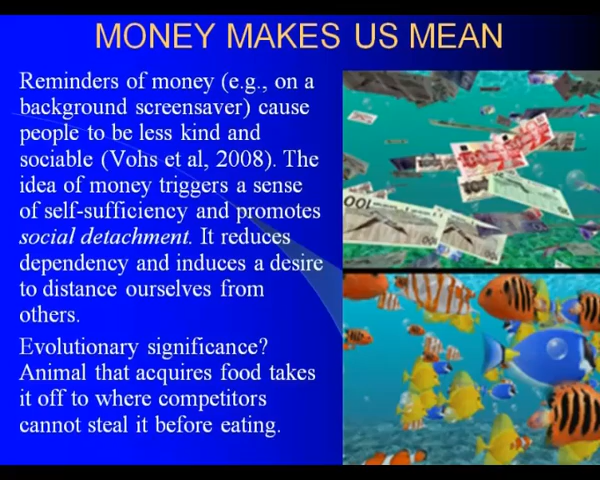 MONEY MAKES US MEAN
Reminders of money (e.g., on a
background screensaver) cause
people to be less kind and
sociable (Vohs et al, 2008). The
idea of money triggers a sense
of self-sufficiency and promotes
social detachment. It reduces
dependency and induces a desire
to distance ourselves from
others.
Evolutionary significance?
Animal that acquires food takes
it off to where competitors
cannot steal it before eating.
100